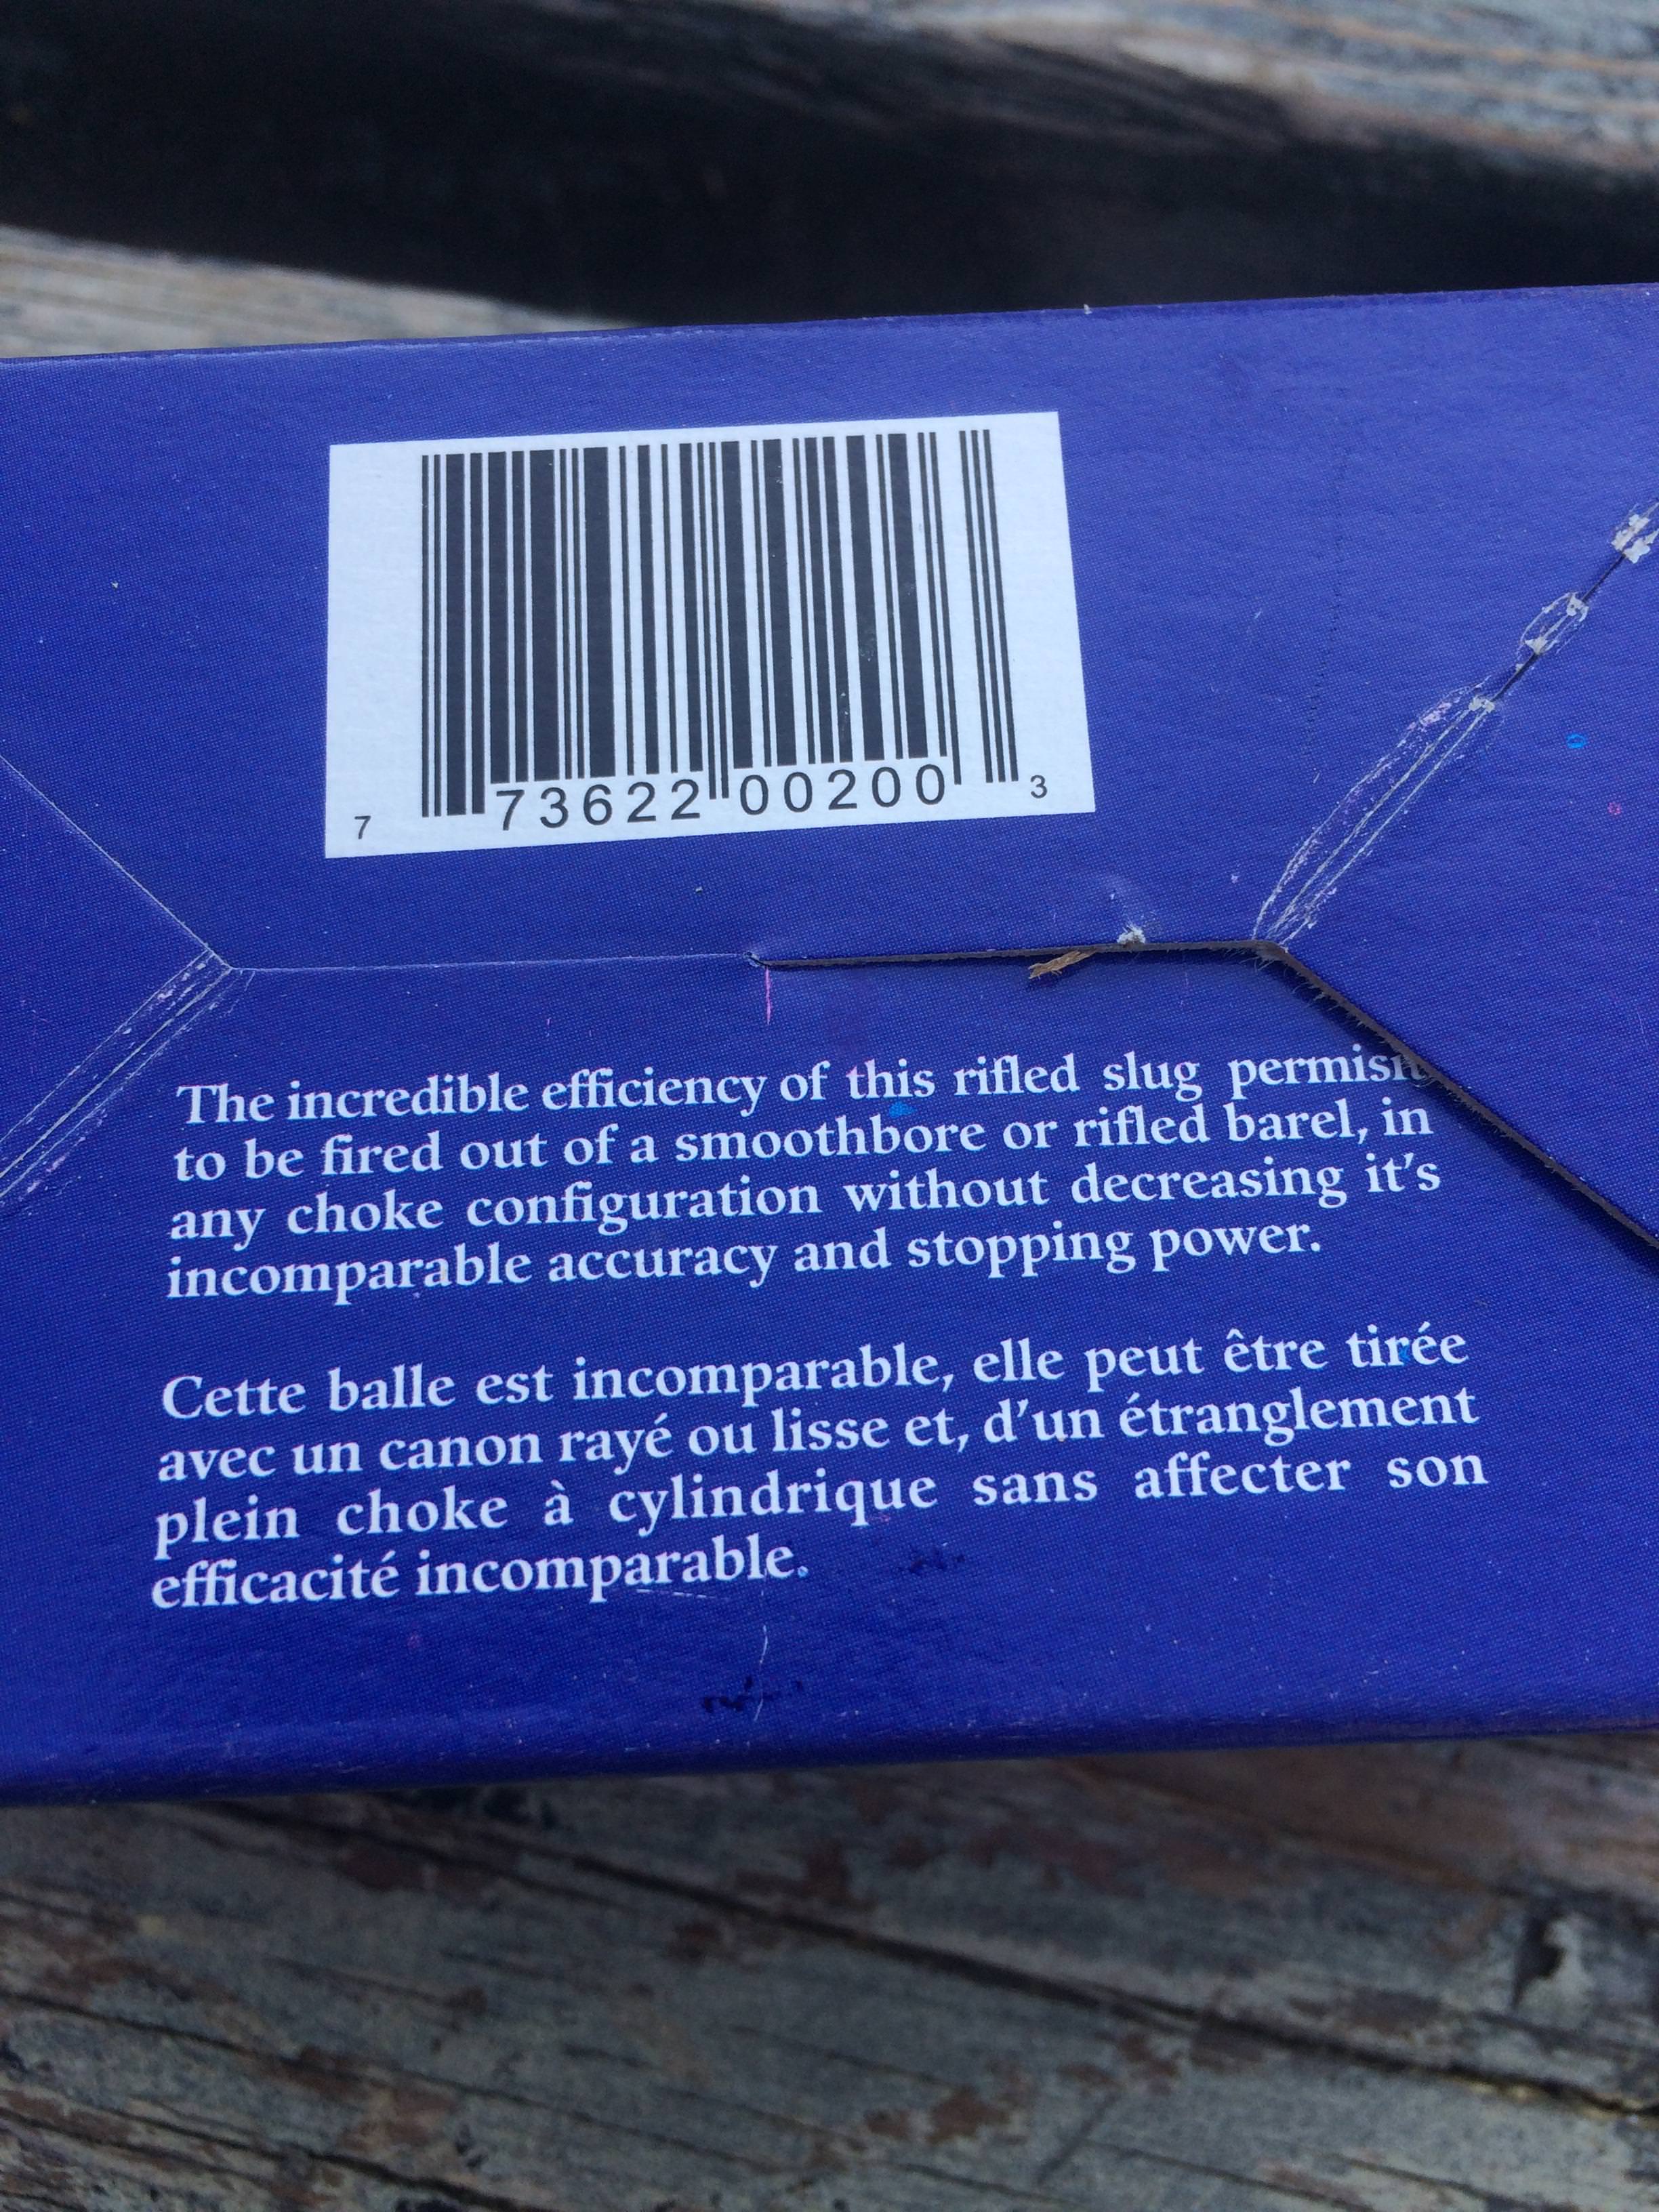 7 73622 00200 3
The incredible efficiency of this rifled slug
to be fired out of a smoothbore or rifled barel, in
any choke configuration without decreasing it's
incomparable accuracy and stopping power.
Cette balle est incomparable, elle peut être tirée
avec un canon rayé ou lisse et, d'un étranglement
plein choke à cylindrique sans affecter son
efficacité incomparable.